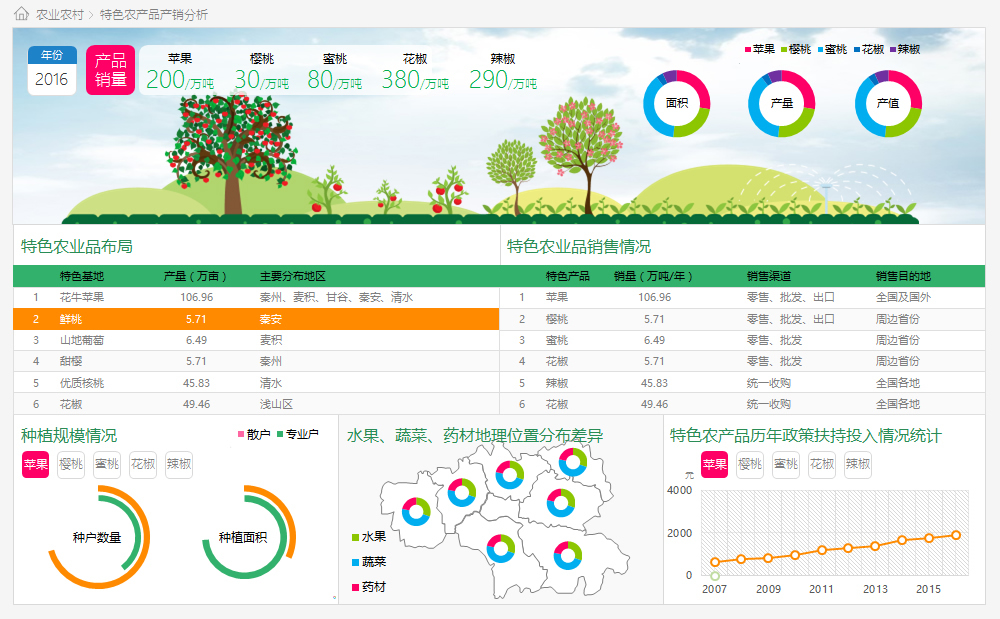 农业农村 > 特色农产品产销分析
年份
2016
产品
销量
苹果 樱桃 蜜桃 花椒 辣椒
200/万吨 30/万吨 80/万吨 380/万吨 290/万吨
苹果 樱桃 蜜桃 花椒 辣椒
面积 产量 产值
特色农业品布局
特色基地 产量（万亩） 主要分布地区
1 花牛苹果 106.96 秦州、麦积、甘谷、秦安、清水
2 鲜桃 5.71 秦安
3 山地葡萄 6.49 麦积
4 甜樱 5.71 秦州
5 优质核桃 45.83 清水
6 花椒 49.46 浅山区
特色农业品销售情况
特色产品 销量（万吨/年） 销售渠道 销售目的地
1 苹果 106.96 零售、批发、出口 全国及国外
2 樱桃 5.71 零售、批发、出口 周边首份
3 蜜桃 6.49 零售、批发 周边省份
4 花椒 5.71 零售、批发 周边省份
5 辣椒 45.83 统一收购 全国各地
6 花椒 49.46 统一收购 全国各地
种植规模情况
散户 专业户
苹果 樱桃 蜜桃 花椒 辣椒
种户数量 种植面积
水果、蔬菜、药材地理位置分布差异
水果
蔬菜
药材
特色农产品历年政策扶持投入情况统计
苹果 樱桃 蜜桃 花椒 辣椒
元
4000
2000
0
2007 2009 2011 2013 2015